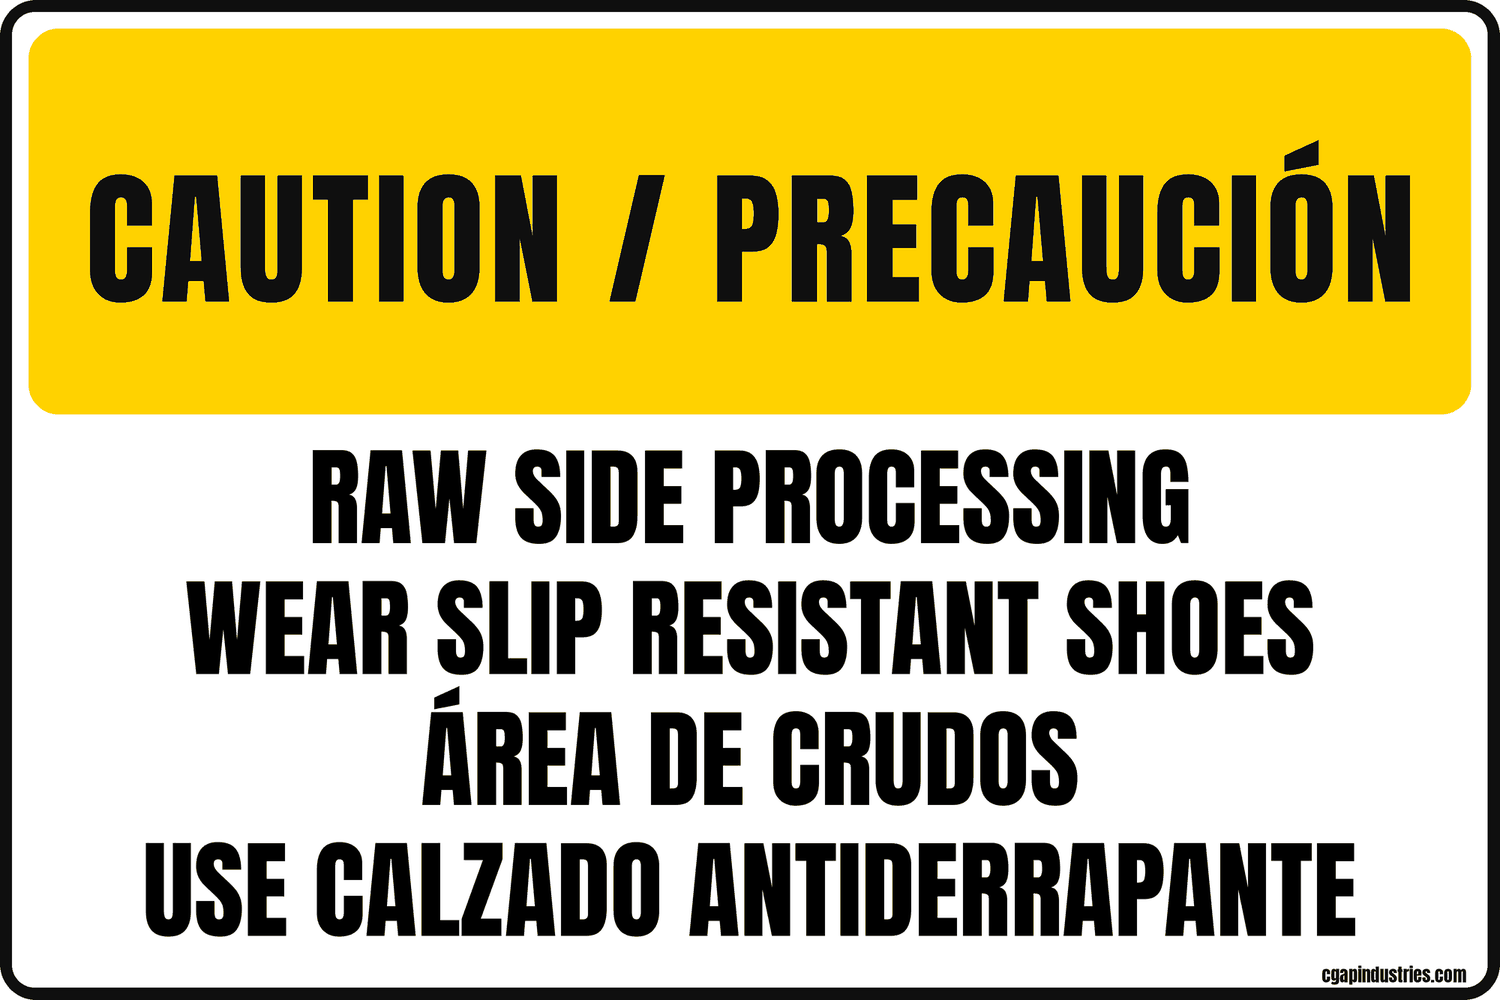 CAUTION / PRECAUCIÓN
RAW SIDE PROCESSING
WEAR SLIP RESISTANT SHOES
ÁREA DE CRUDOS
USE CALZADO ANTIDERRAPANTE
cgapindustries.com